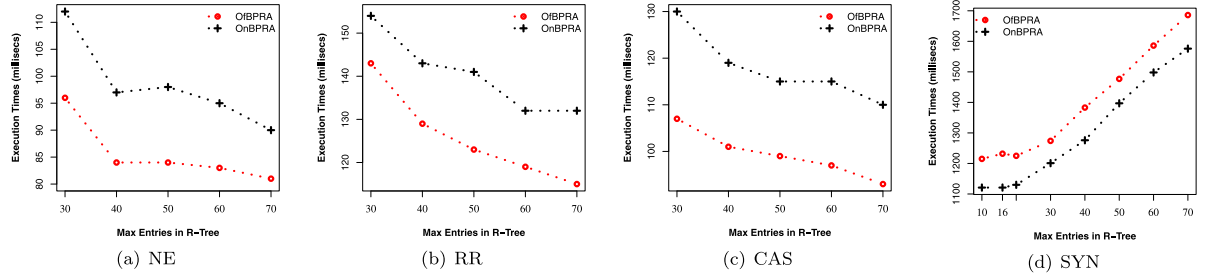 OfBPRA
OnBPRA
Execution Times (millisecs)
80 85 90 95 100 105 110
30 40 50 60 70
Max Entries in R−Tree
(a) NE
OfBPRA
OnBPRA
Execution Times (millisecs)
120 130 140 150
30 40 50 60 70
Max Entries in R−Tree
(b) RR
OfBPRA
OnBPRA
Execution Times (millisecs)
100 110 120 130
30 40 50 60 70
Max Entries in R−Tree
(c) CAS
OfBPRA
OnBPRA
Execution Times (millisecs)
1100 1200 1300 1400 1500 1600 1700
10 16 30 40 50 60 70
Max Entries in R−Tree
(d) SYN